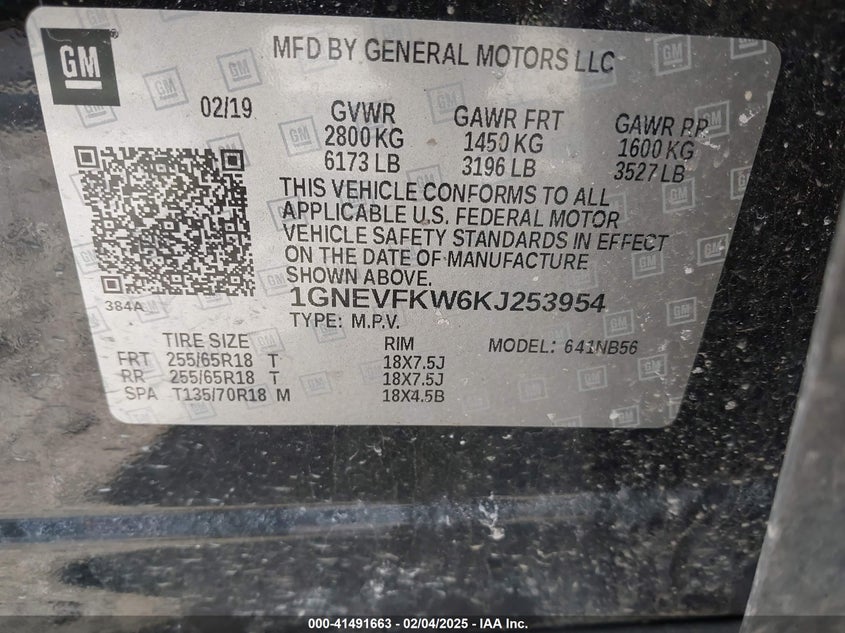 GM
MFD BY GENERAL MOTORS LLC
02/19 GVWR GAWR FRT GAWR RR
2800 KG 1450 KG 1600 KG
6173 LB 3196 LB 3527 LB
THIS VEHICLE CONFORMS TO ALL
APPLICABLE U.S. FEDERAL MOTOR
VEHICLE SAFETY STANDARDS IN EFFECT
ON THE DATE OF MANUFACTURE
SHOWN ABOVE.
384A 1GNEVFKW6KJ253954
TYPE: M.P.V.
TIRE SIZE RIM MODEL: 641NB56
FRT 255/65R18 T 18X7.5J
RR 255/65R18 T 18X7.5J
SPA T135/70R18 M 18X4.5B
000-41491663 - 02/04/2025 - IAA Inc.